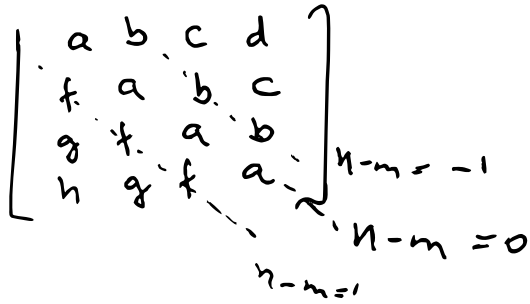 a b c d
f a b c
g f a b
h g f a
n-m = -1
n-m = 0
n-m=1